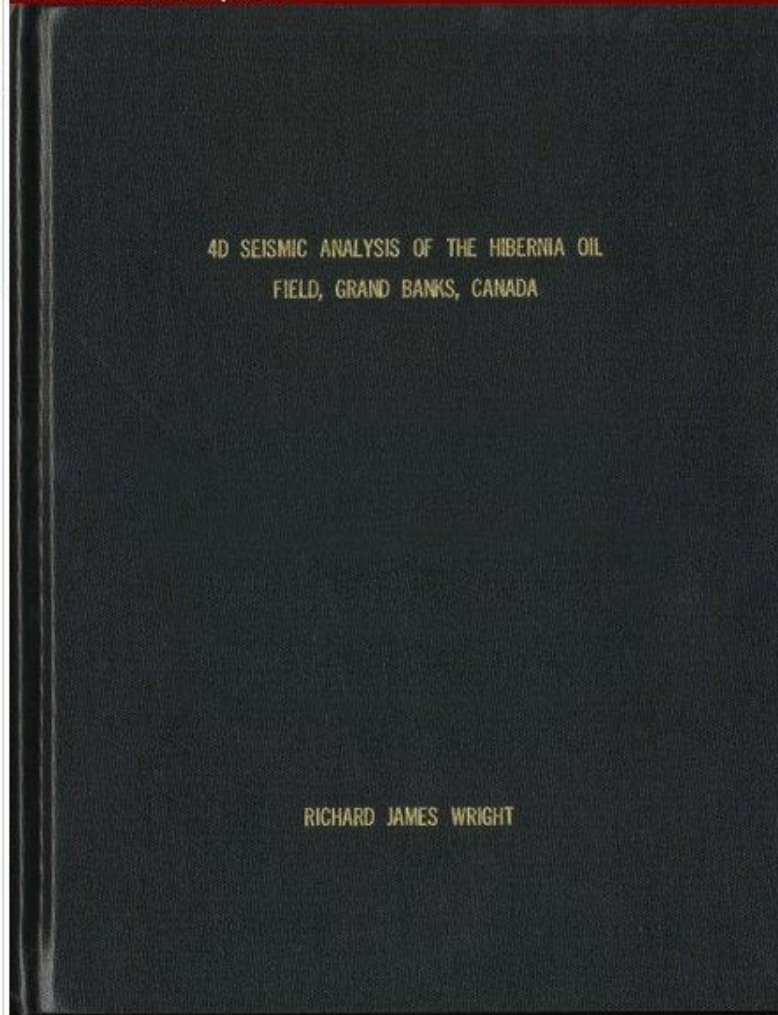 4D SEISMIC ANALYSIS OF THE HIBERNIA OIL
FIELD, GRAND BANKS, CANADA
RICHARD JAMES WRIGHT